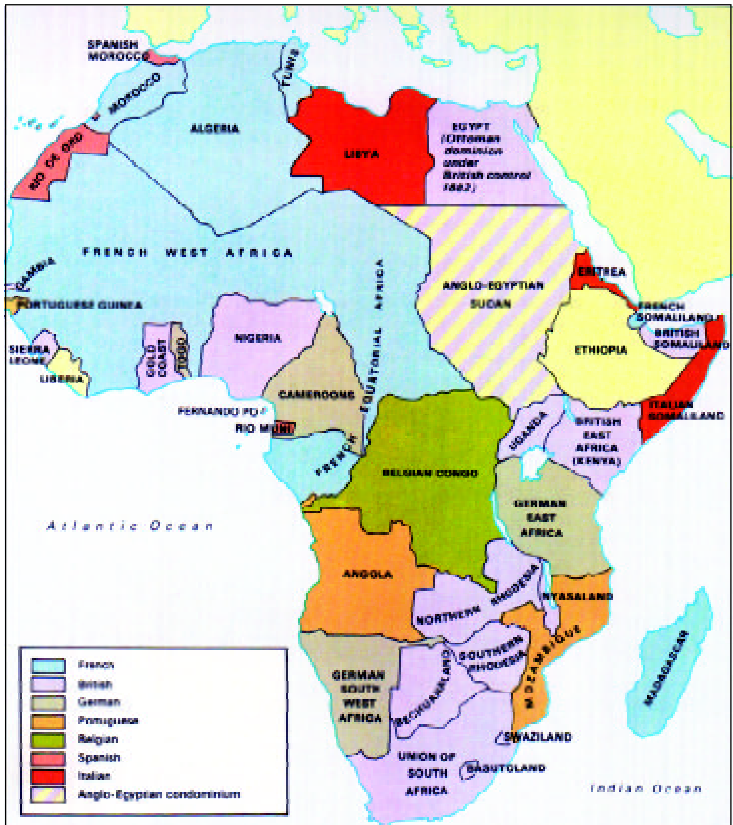 SPANISH
MOROCCO
MOROCCO
TUNIS
ALGERIA
LIBYA
EGYPT
(Ottoman
dominion
under
British control
1882)
RIO DE ORO
FRENCH WEST AFRICA
GAMBIA
PORTUGUESE GUINEA
SIERRA
LEONE
LIBERIA
GOLD
COAST
TOGO
NIGERIA
CAMEROONS
FERNANDO PO
RIO MUNI
FRENCH EQUATORIAL AFRICA
ANGLO-EGYPTIAN
SUDAN
ERITREA
FRENCH
SOMALILAND
BRITISH
SOMALILAND
ETHIOPIA
ITALIAN
SOMALILAND
UGANDA
BRITISH
EAST
AFRICA
(KENYA)
BELGIAN CONGO
GERMAN
EAST
AFRICA
Atlantic Ocean
ANGOLA
NORTHERN RHODESIA
NYASALAND
MOZAMBIQUE
SOUTHERN
RHODESIA
BECHUANALAND
GERMAN
SOUTH
WEST
AFRICA
MADAGASCAR
SWAZILAND
BASUTOLAND
UNION OF
SOUTH
AFRICA
Indian Ocean
French
British
German
Portuguese
Belgian
Spanish
Italian
Anglo-Egyptian condominium